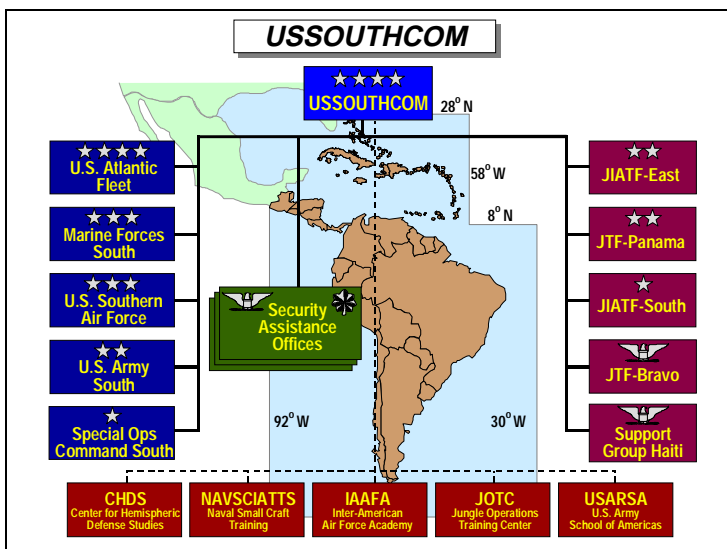 USSOUTHCOM
USSOUTHCOM
28° N
U.S. Atlantic
Fleet
58° W
JIATF-East
8° N
Marine Forces
South
JTF-Panama
U.S. Southern
Air Force
Security
Assistance
Offices
JIATF-South
U.S. Army
South
JTF-Bravo
Special Ops
Command South
92° W
30° W
Support
Group Haiti
CHDS
Center for Hemispheric
Defense Studies
NAVSCIATTS
Naval Small Craft
Training
IAAFA
Inter-American
Air Force Academy
JOTC
Jungle Operations
Training Center
USARSA
U.S. Army
School of Americas